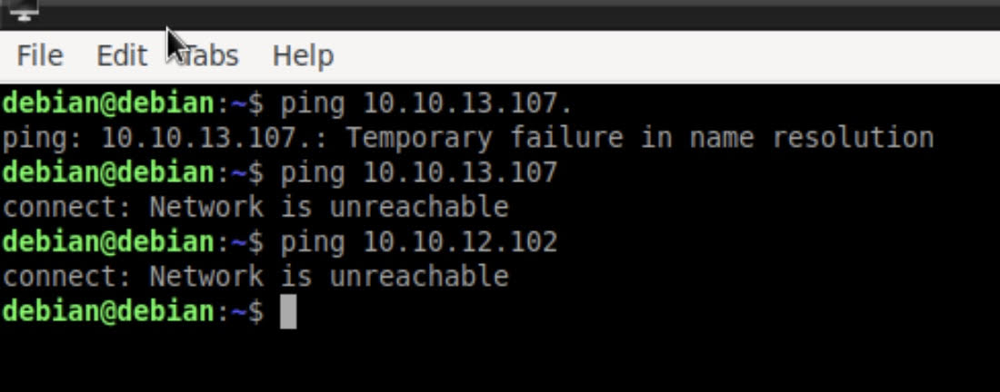 File Edit Tabs Help
debian@debian:~$ ping 10.10.13.107.
ping: 10.10.13.107.: Temporary failure in name resolution
debian@debian:~$ ping 10.10.13.107
connect: Network is unreachable
debian@debian:~$ ping 10.10.12.102
connect: Network is unreachable
debian@debian:~$